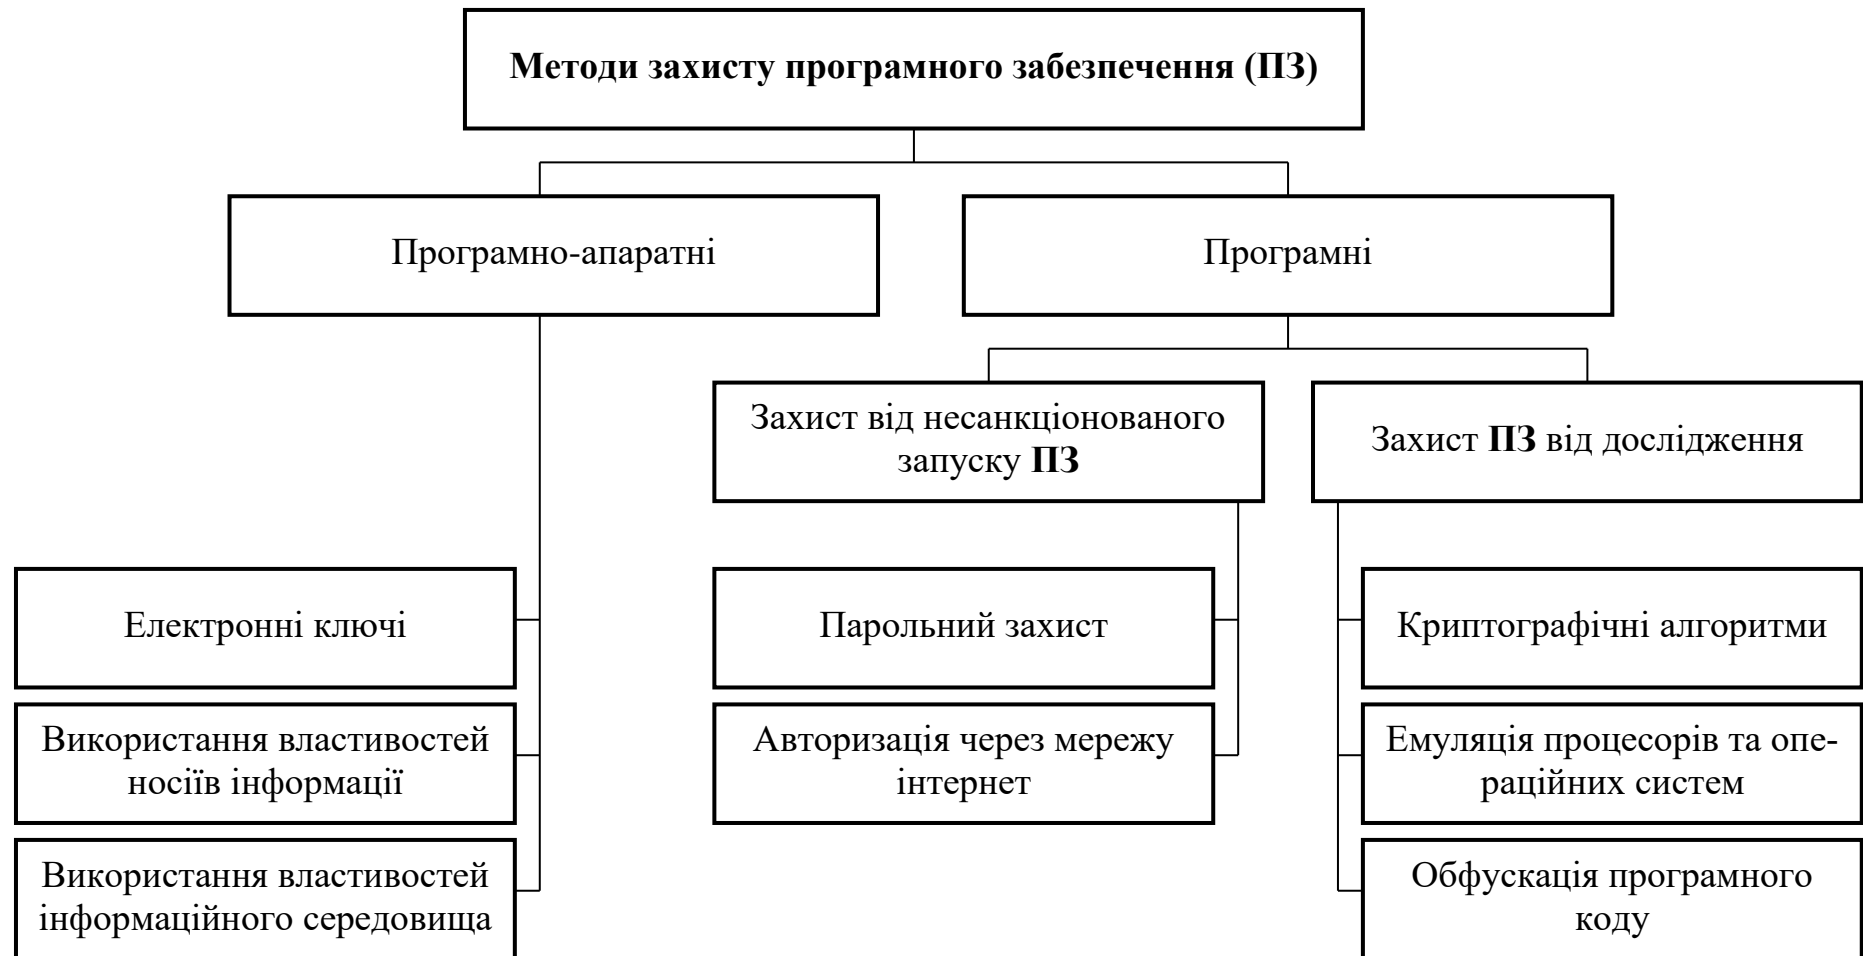 Методи захисту програмного забезпечення (ПЗ)
Програмно-апаратні
Програмні
Захист від несанкціонованого
запуску ПЗ
Захист ПЗ від дослідження
Електронні ключі
Парольний захист
Криптографічні алгоритми
Використання властивостей
носіїв інформації
Авторизація через мережу
інтернет
Емуляція процесорів та опе-
раційних систем
Використання властивостей
інформаційного середовища
Обфускація програмного
коду